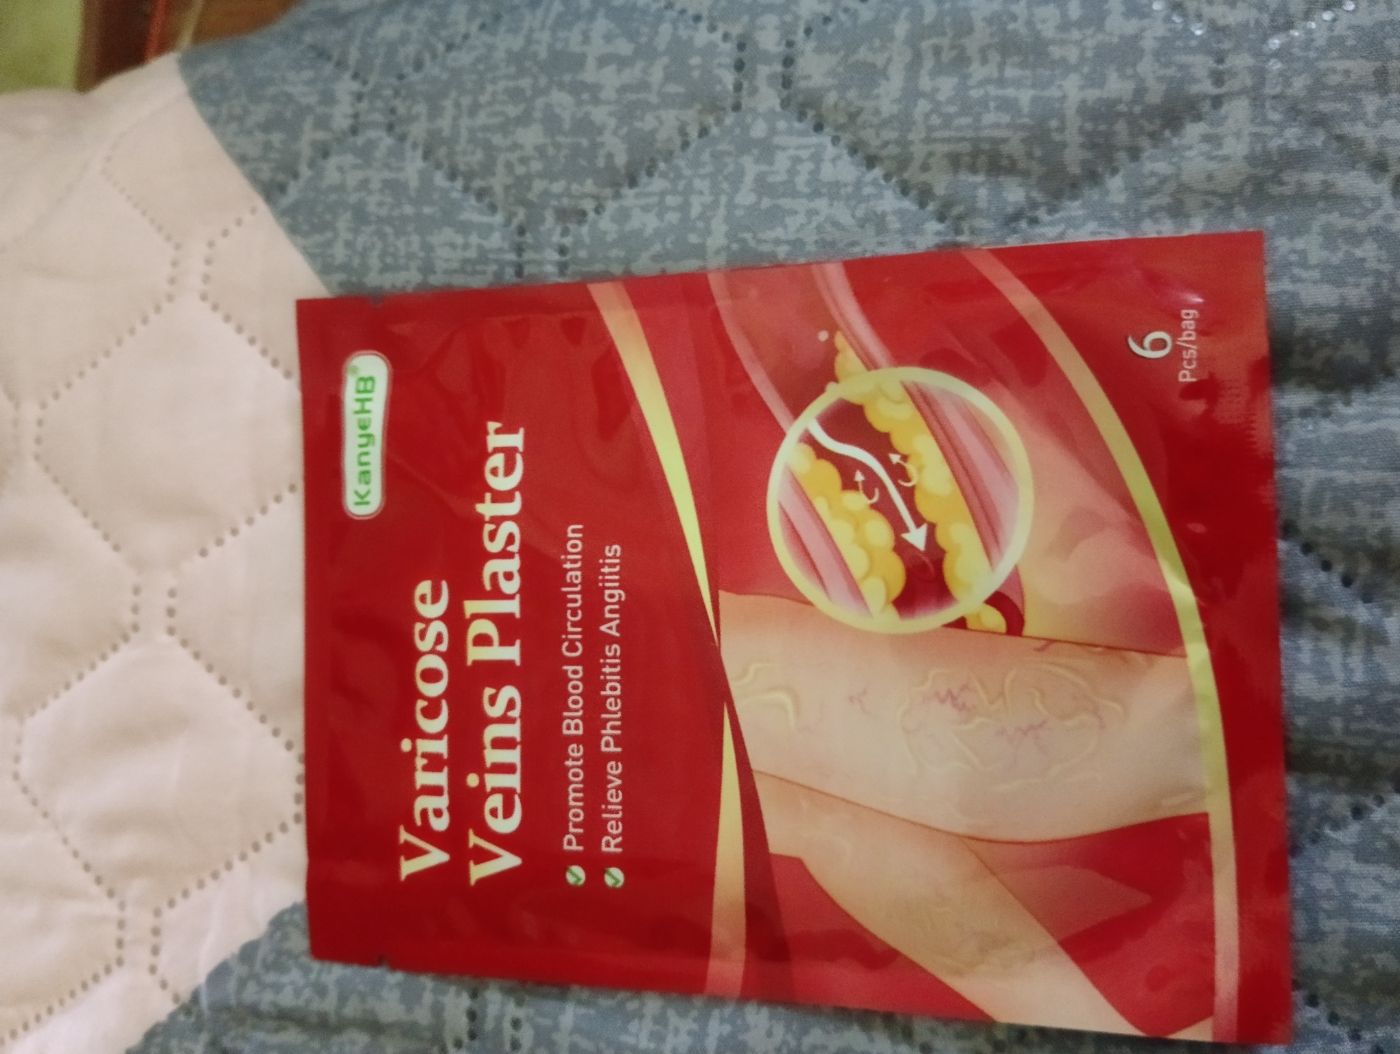 KanyeHB®
Varicose
Veins Plaster
Promote Blood Circulation
Relieve Phlebitis Angiitis
6
Pcs/bag